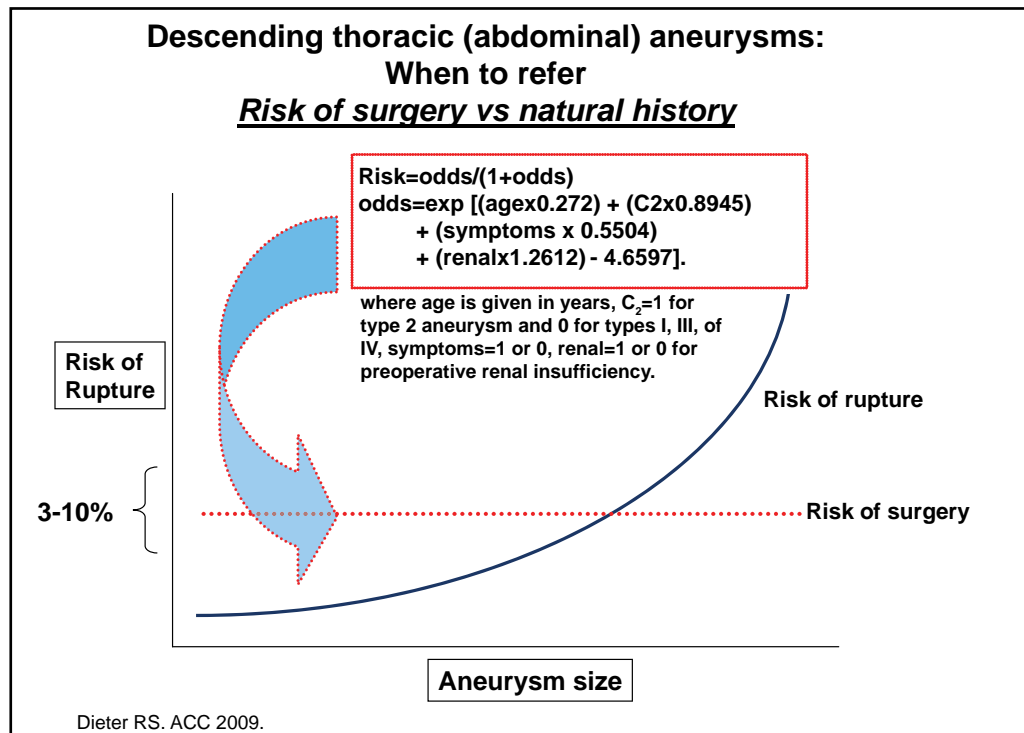 Descending thoracic (abdominal) aneurysms:
When to refer
Risk of surgery vs natural history
Risk=odds/(1+odds)
odds=exp [(agex0.272) + (C2x0.8945)
+ (symptoms x 0.5504)
+ (renalx1.2612) - 4.6597].
where age is given in years, C₂=1 for
type 2 aneurysm and 0 for types I, III, of
IV, symptoms=1 or 0, renal=1 or 0 for
preoperative renal insufficiency.
Risk of
Rupture
Risk of rupture
3-10%
Risk of surgery
Aneurysm size
Dieter RS. ACC 2009.